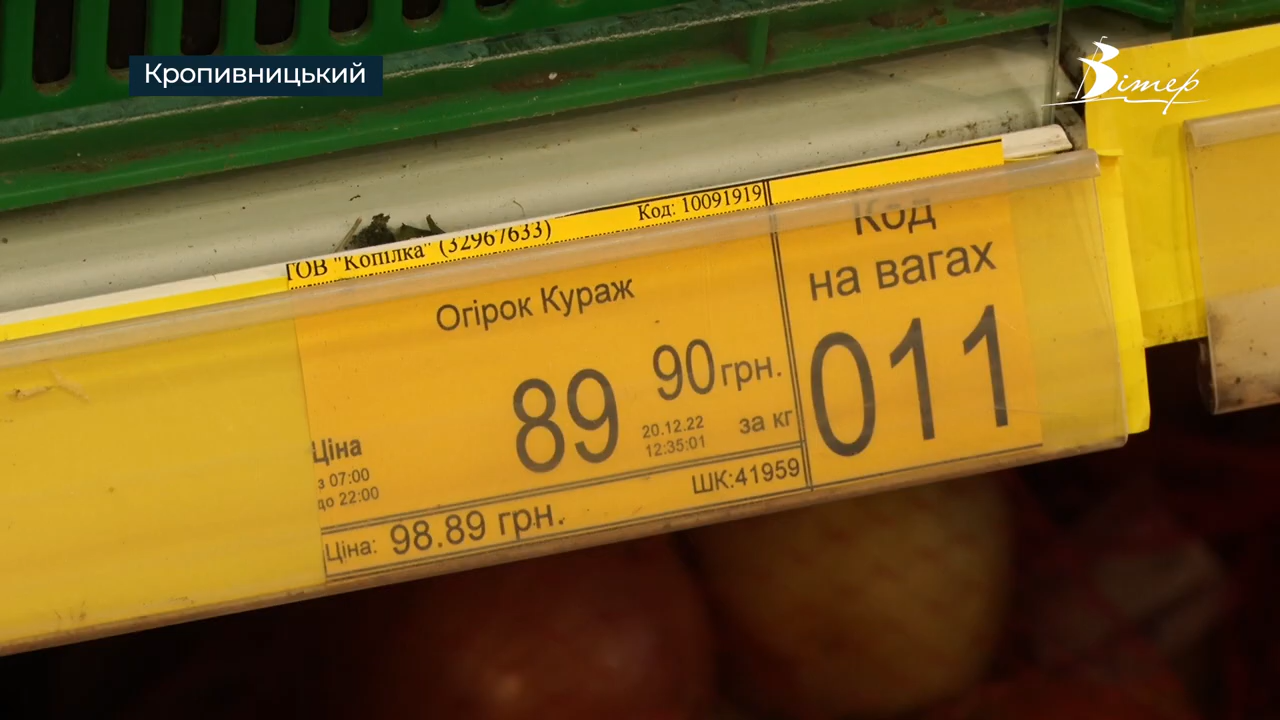 Кропивницький
Вітер
ТОВ "Копілка" (32967633)
Код: 10091919
Огірок Кураж
89 90 грн.
20.12.22
12:35:01
за кг
Ціна
з 07:00
до 22:00
ШК:41959
Ціна: 98.89 грн.
Код
на вагах
011